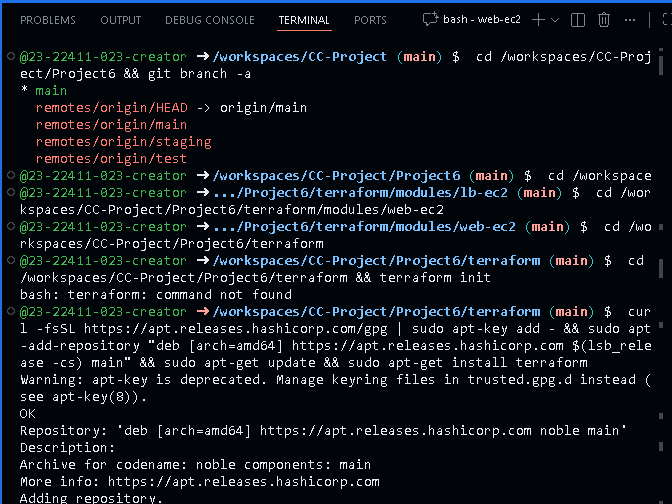 PROBLEMS OUTPUT DEBUG CONSOLE TERMINAL PORTS bash - web-ec2
@23-22411-023-creator ➜/workspaces/CC-Project (main) $ cd /workspaces/CC-Proj
ect/Project6 && git branch -a
* main
remotes/origin/HEAD -> origin/main
remotes/origin/main
remotes/origin/staging
remotes/origin/test
@23-22411-023-creator ➜/workspaces/CC-Project/Project6 (main) $ cd /workspace
@23-22411-023-creator ➜.../Project6/terraform/modules/lb-ec2 (main) $ cd /wor
kspaces/CC-Project/Project6/terraform/modules/web-ec2
@23-22411-023-creator ➜.../Project6/terraform/modules/web-ec2 (main) $ cd /wo
rkspaces/CC-Project/Project6/terraform
@23-22411-023-creator ➜/workspaces/CC-Project/Project6/terraform (main) $ cd
/workspaces/CC-Project/Project6/terraform && terraform init
bash: terraform: command not found
@23-22411-023-creator ➜/workspaces/CC-Project/Project6/terraform (main) $ cur
l -fsSL https://apt.releases.hashicorp.com/gpg | sudo apt-key add - && sudo apt
-add-repository "deb [arch=amd64] https://apt.releases.hashicorp.com $(lsb_rele
ase -cs) main" && sudo apt-get update && sudo apt-get install terraform
Warning: apt-key is deprecated. Manage keyring files in trusted.gpg.d instead (
see apt-key(8)).
OK
Repository: 'deb [arch=amd64] https://apt.releases.hashicorp.com noble main'
Description:
Archive for codename: noble components: main
More info: https://apt.releases.hashicorp.com
Adding repository.